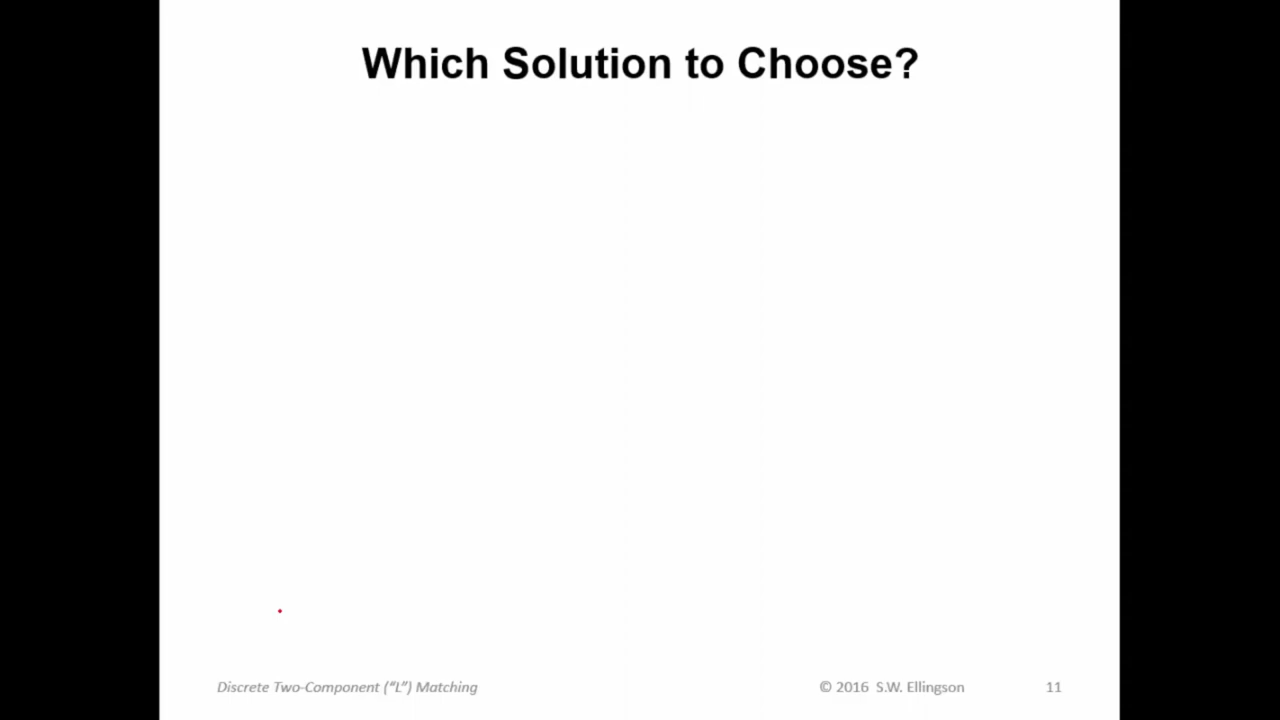 Which Solution to Choose?
Discrete Two-Component (“L”) Matching © 2016 S.W. Ellingson 11